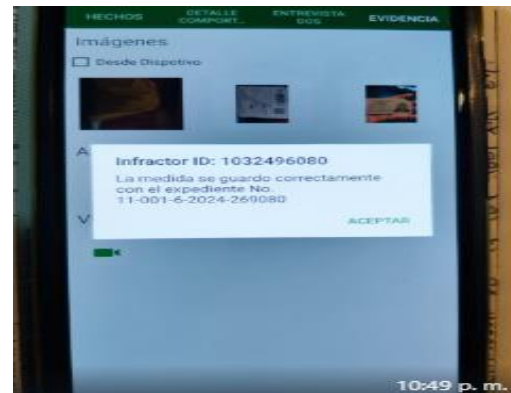 HECHOS
DETALLE
COMPORT...
ENTREVISTA
DOS
EVIDENCIA
Imágenes
Desde Dispotivo
A
Infractor ID: 1032496080
La medida se guardo correctamente
con el expediente No.
11-001-6-2024-269080
ACEPTAR
V
10:49 p. m.